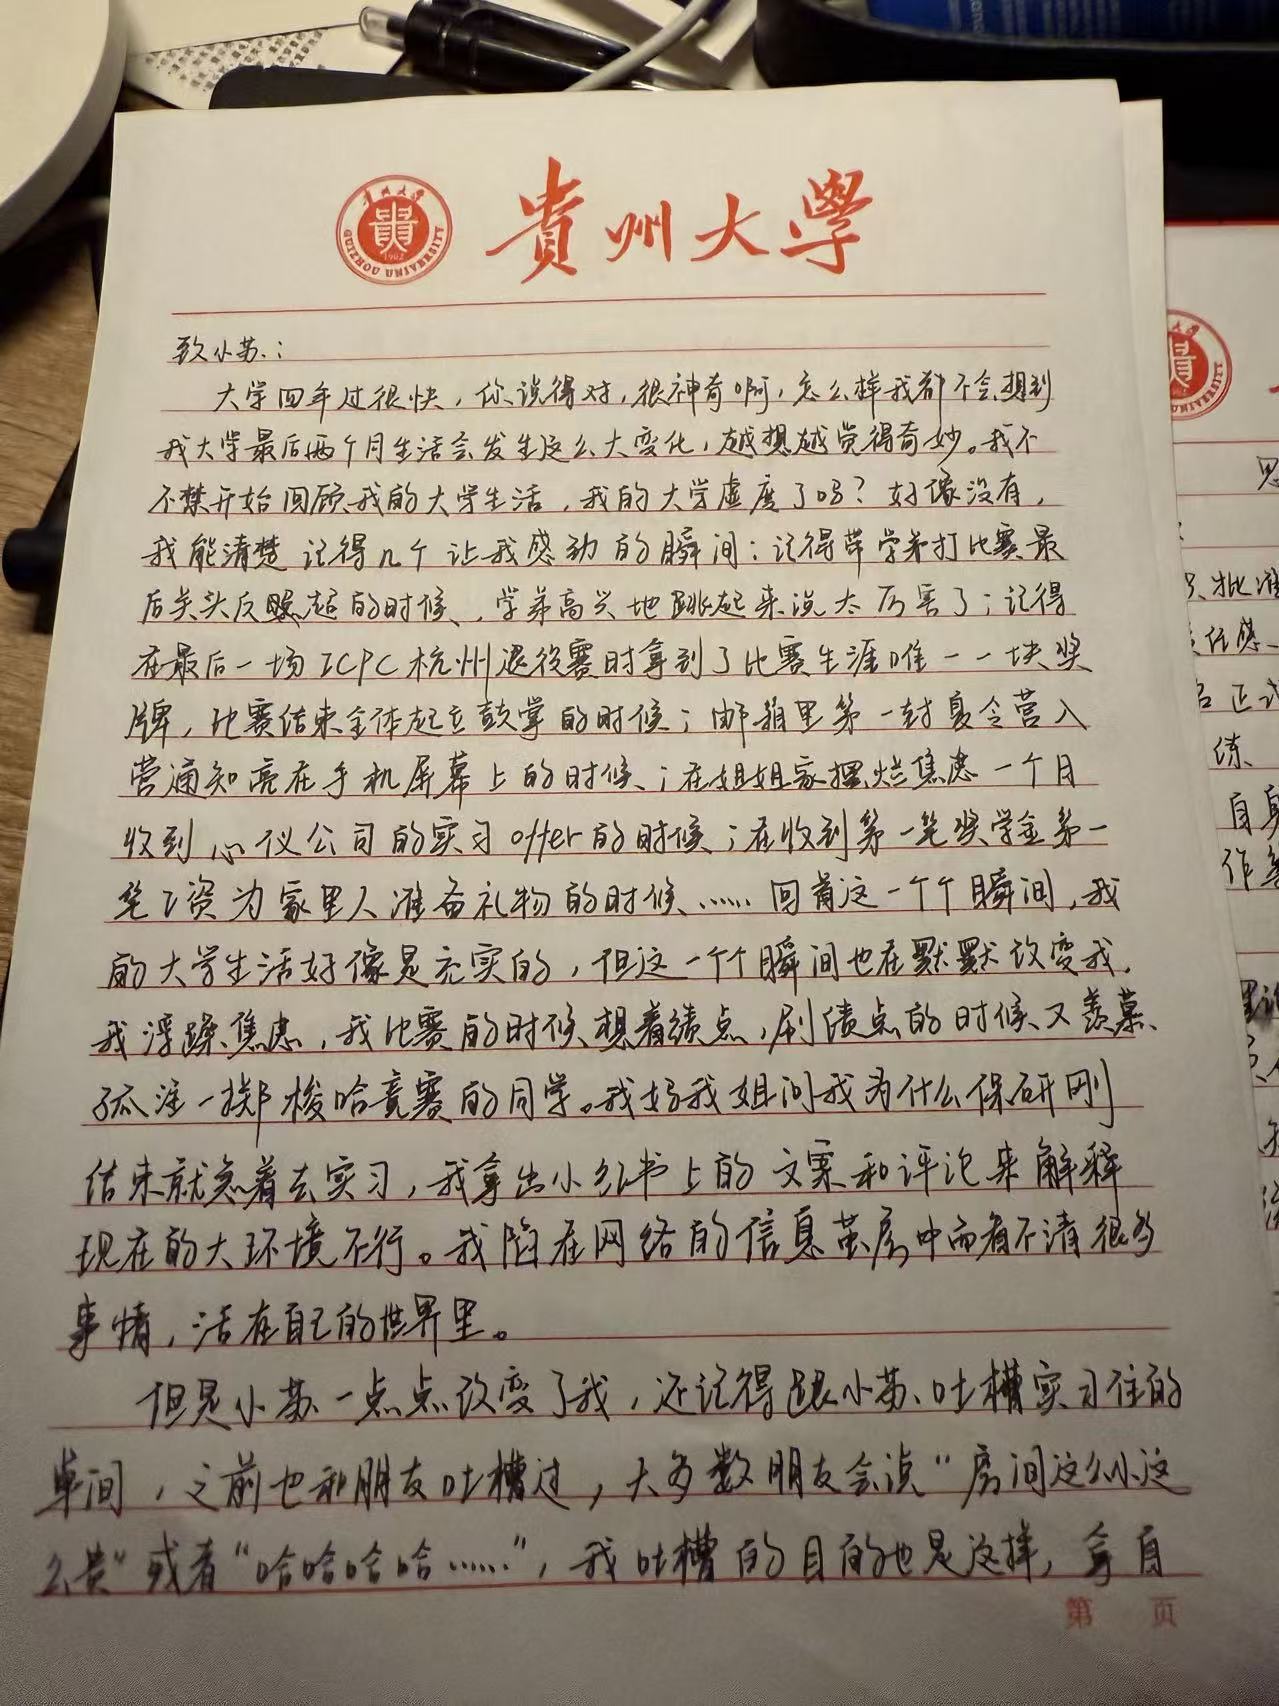 貴州大學
貴州大學
GUIZHOU UNIVERSITY
1902
致小苏：
大学四年过很快，你说得对，很神奇啊，怎么样我都不会想到
我大学最后两个月生活会发生这么大变化，越想越觉得奇妙。我不
不禁开始回顾我的大学生活，我的大学虚度了吗？好像没有，
我能清楚记得几个让我感动的瞬间：记得带学弟打比赛最
后关头反超的时候，学弟高兴地跳起来说太厉害了；记得
在最后一场ICPC杭州退役赛时拿到了比赛生涯唯一一块奖
牌，比赛结束全体起立鼓掌的时候；邮箱里第一封夏令营入
营通知亮在手机屏幕上的时候；在姐姐家摆烂焦虑一个月
收到心仪公司的实习offer的时候；在收到第一笔奖学金第一
笔工资为家里人准备礼物的时候……回首这一个个瞬间，我
的大学生活好像是充实的，但这一个个瞬间也在默默改变我，
我浮躁焦虑，我比赛的时候想着绩点，刷绩点的时候又羡慕
孤注一掷梭哈竞赛的同学。我妈我姐问我为什么保研刚
结束就急着去实习，我拿出小红书上的文案和评论来解释
现在的大环境不行。我陷在网络的信息茧房中而看不清很多
事情，活在自己的世界里。
但是小苏一点点改变了我，还记得跟小苏吐槽实习住的
单间，之前也和朋友吐槽过，大多数朋友会说“房间这么小这
么贵”或者“哈哈哈哈……”，我吐槽的目的也是这样，拿自
第 页